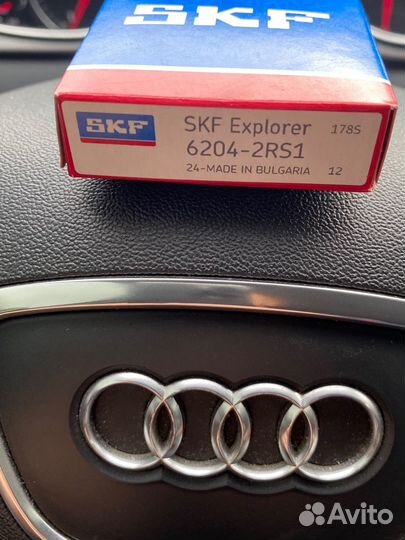 SKF
SKF
SKF Explorer 178S
6204-2RS1
24-MADE IN BULGARIA 12
Avito